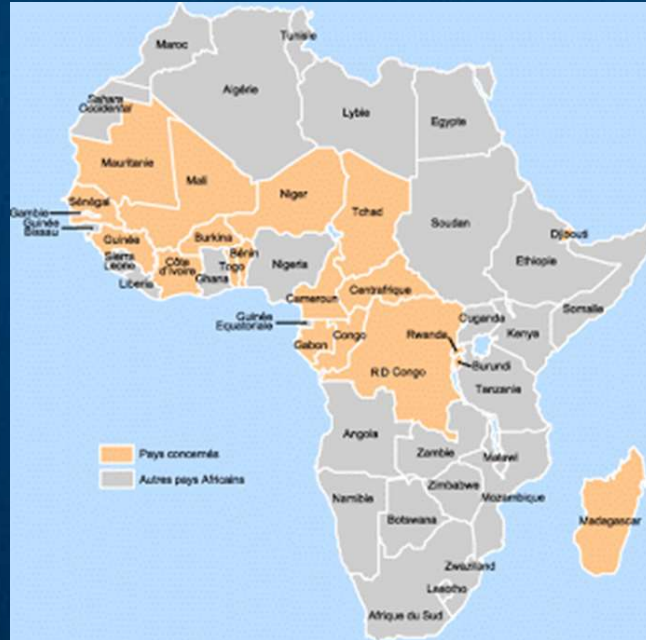 Tunisie
Maroc
Algérie
Lybie
Egypte
Sahara
Occidental
Mauritanie
Mali
Niger
Tchad
Soudan
Sénégal
Gambie
Guinée
Bissau
Guinée
Sierra
Leone
Liberia
Côte
d'Ivoire
Burkina
Ghana
Togo
Bénin
Nigeria
Djibouti
Ethiopie
Somalie
Cameroun
Centrafrique
Guinée
Equatoriale
Gabon
Congo
R D Congo
Rwanda
Burundi
Ouganda
Kenya
Tanzanie
Angola
Zambie
Malawi
Mozambique
Zimbabwe
Namibie
Botswana
Zwaziland
Lesotho
Afrique du Sud
Madagascar
Pays concernés
Autres pays Africains